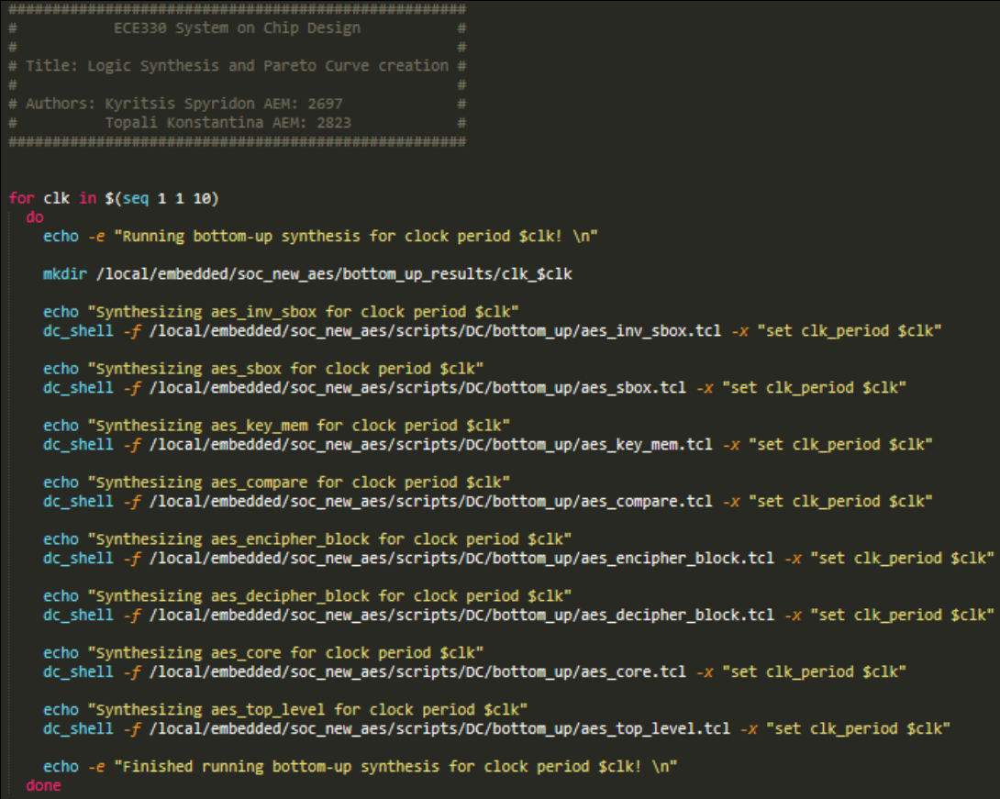 ####################################################
#           ECE330 System on Chip Design           #
#                                                  #
# Title: Logic Synthesis and Pareto Curve creation #
#                                                  #
# Authors: Kyritsis Spyridon AEM: 2697             #
#          Topali Konstantina AEM: 2823            #
####################################################
for clk in $(seq 1 1 10)
do
echo -e "Running bottom-up synthesis for clock period $clk! \n"
mkdir /local/embedded/soc_new_aes/bottom_up_results/clk_$clk
echo "Synthesizing aes_inv_sbox for clock period $clk"
dc_shell -f /local/embedded/soc_new_aes/scripts/DC/bottom_up/aes_inv_sbox.tcl -x "set clk_period $clk"
echo "Synthesizing aes_sbox for clock period $clk"
dc_shell -f /local/embedded/soc_new_aes/scripts/DC/bottom_up/aes_sbox.tcl -x "set clk_period $clk"
echo "Synthesizing aes_key_mem for clock period $clk"
dc_shell -f /local/embedded/soc_new_aes/scripts/DC/bottom_up/aes_key_mem.tcl -x "set clk_period $clk"
echo "Synthesizing aes_compare for clock period $clk"
dc_shell -f /local/embedded/soc_new_aes/scripts/DC/bottom_up/aes_compare.tcl -x "set clk_period $clk"
echo "Synthesizing aes_encipher_block for clock period $clk"
dc_shell -f /local/embedded/soc_new_aes/scripts/DC/bottom_up/aes_encipher_block.tcl -x "set clk_period $clk"
echo "Synthesizing aes_decipher_block for clock period $clk"
dc_shell -f /local/embedded/soc_new_aes/scripts/DC/bottom_up/aes_decipher_block.tcl -x "set clk_period $clk"
echo "Synthesizing aes_core for clock period $clk"
dc_shell -f /local/embedded/soc_new_aes/scripts/DC/bottom_up/aes_core.tcl -x "set clk_period $clk"
echo "Synthesizing aes_top_level for clock period $clk"
dc_shell -f /local/embedded/soc_new_aes/scripts/DC/bottom_up/aes_top_level.tcl -x "set clk_period $clk"
echo -e "Finished running bottom-up synthesis for clock period $clk! \n"
done